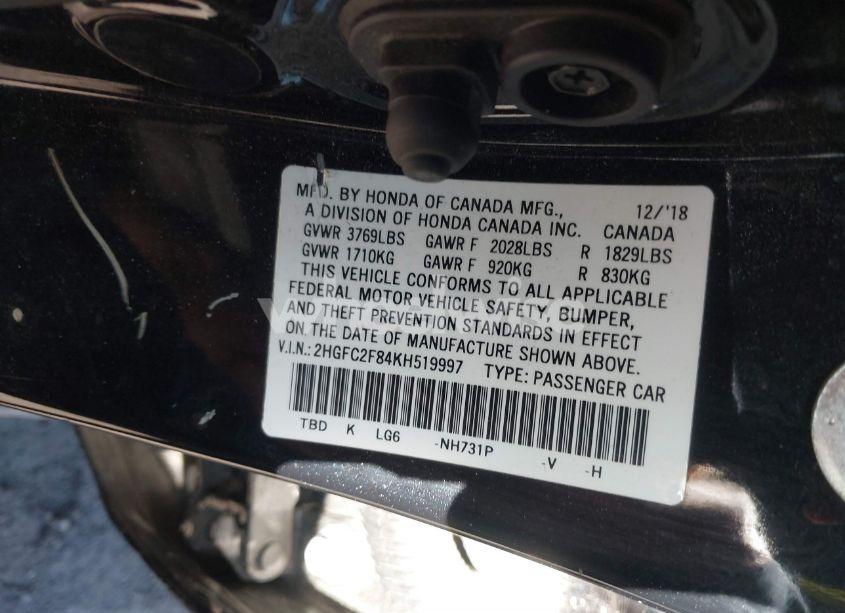 MFD. BY HONDA OF CANADA MFG., 12/'18
A DIVISION OF HONDA CANADA INC. CANADA
GVWR 3769LBS GAWR F 2028LBS R 1829LBS
GVWR 1710KG GAWR F 920KG R 830KG
THIS VEHICLE CONFORMS TO ALL APPLICABLE
FEDERAL MOTOR VEHICLE SAFETY, BUMPER,
AND THEFT PREVENTION STANDARDS IN EFFECT
ON THE DATE OF MANUFACTURE SHOWN ABOVE.
V.I.N.: 2HGFC2F84KH519997 TYPE: PASSENGER CAR
TBD K LG6 -NH731P -V -H